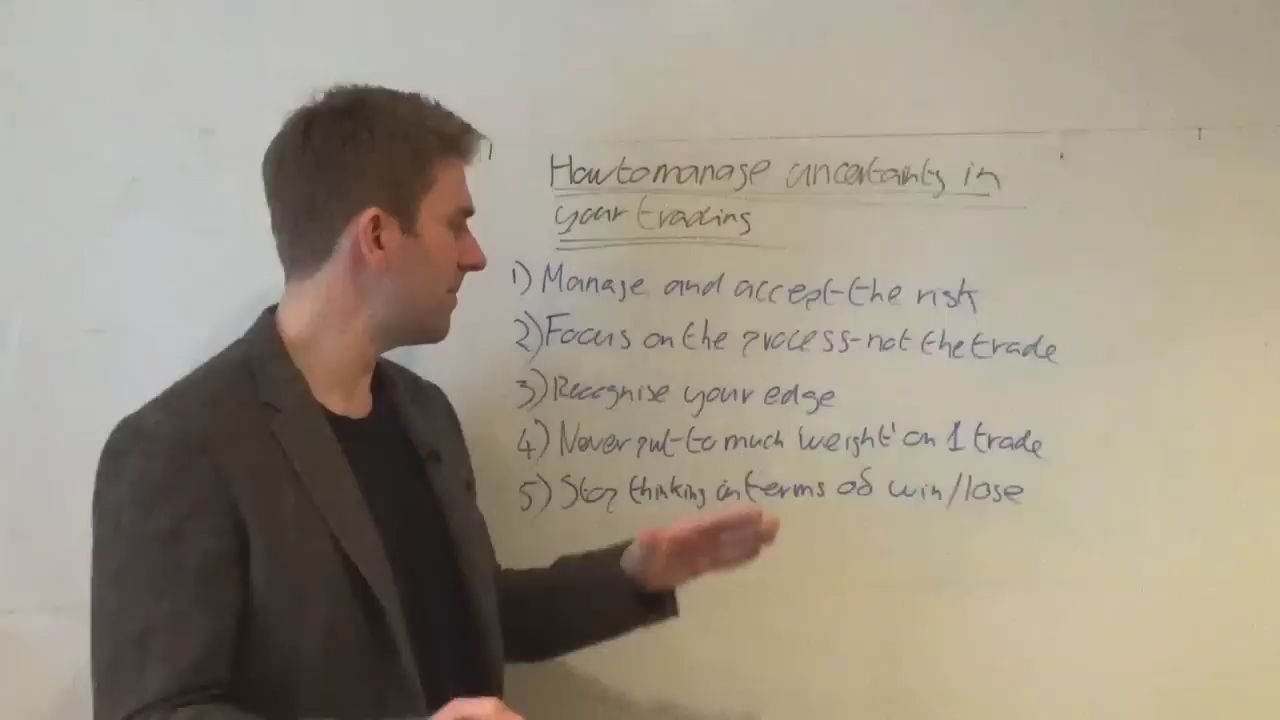 How to manage uncertainty in
your trading
1) Manage and accept the risk
2) Focus on the process - not the trade
3) Recognise your edge
4) Never put to much 'weight' on 1 trade
5) Stop thinking in terms of win/lose